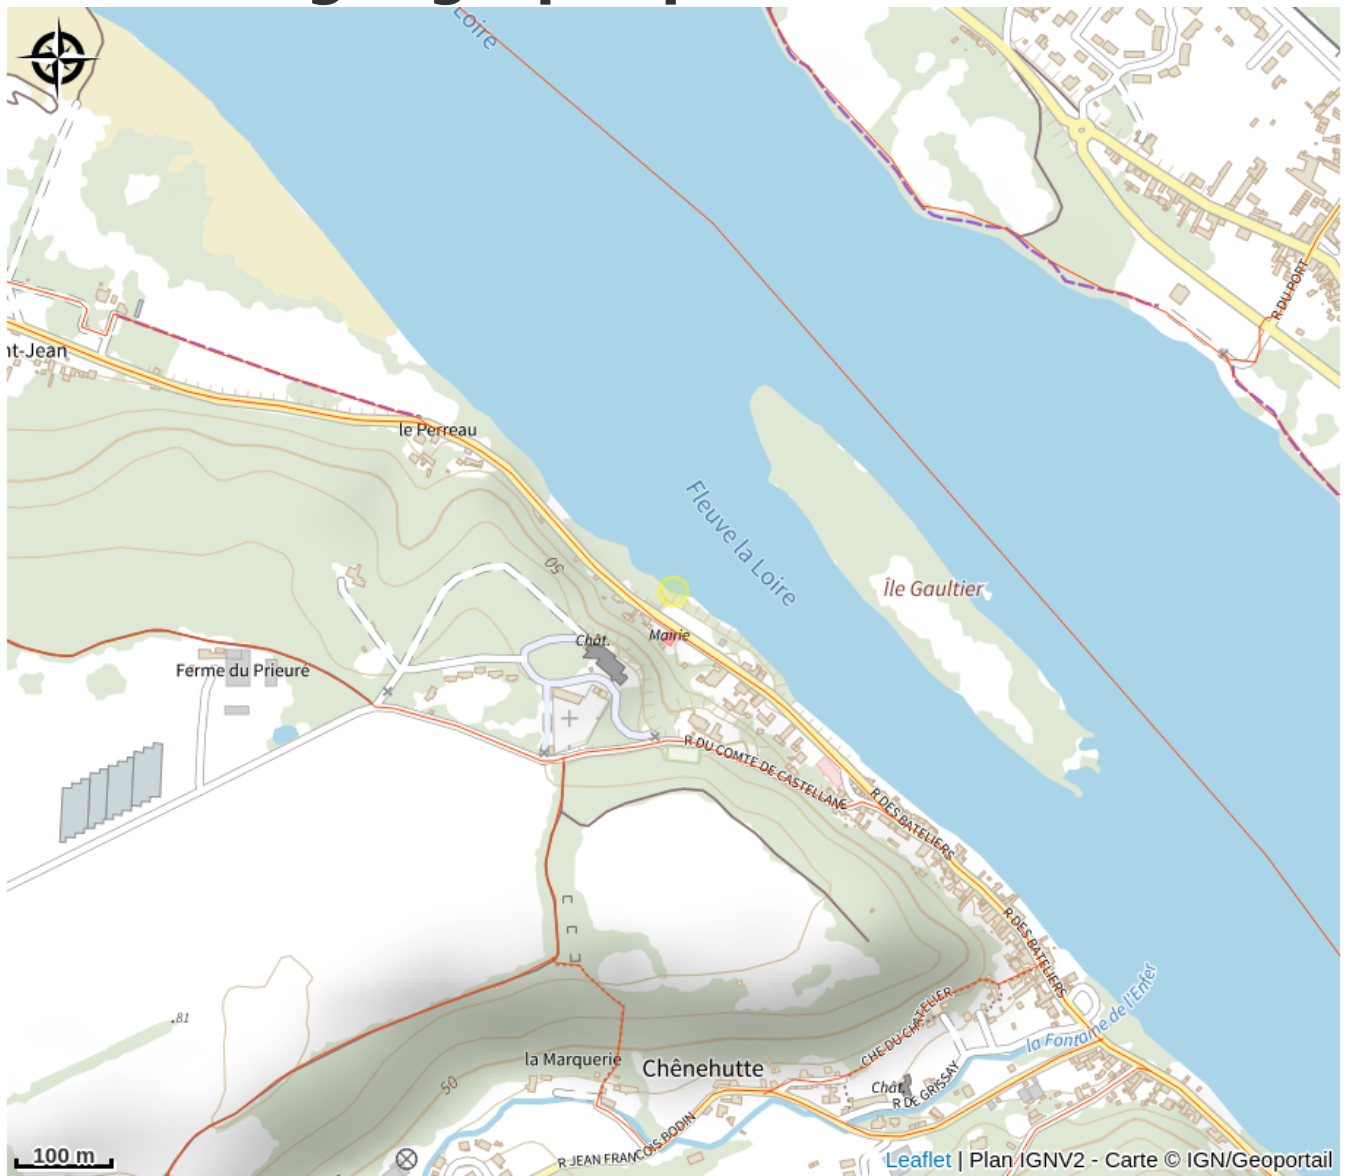 Loire
R DU PORT
nt-Jean
le Perreau
50
Fleuve la Loire
Île Gaultier
Chât.
Mairie
Ferme du Prieuré
R DU COMTE DE CASTELLANE
R DES BATELIERS
R DES BATELIERS
81
CHE DU CHATELIER
la Fontaine de l'Enfer
la Marquerie
Chênehutte
50
Chât.
R DE GRISSAY
R JEAN FRANCOIS BODIN
100 m
Leaflet | Plan IGNV2 - Carte © IGN/Geoportail